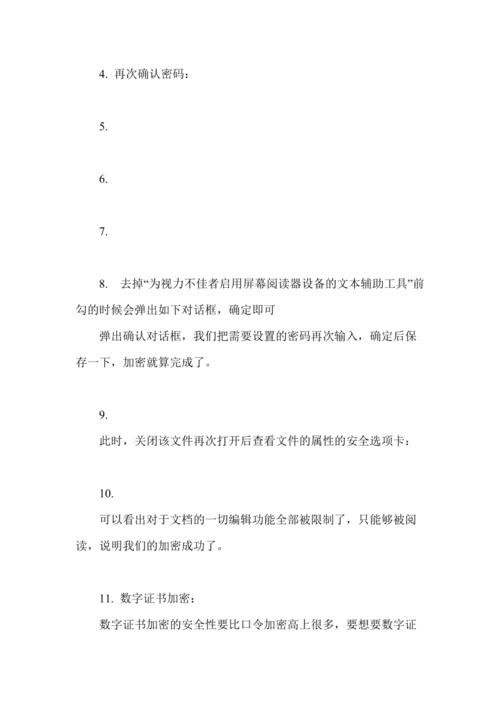 4. 再次确认密码：
5.
6.
7.
8. 去掉“为视力不佳者启用屏幕阅读器设备的文本辅助工具”前
勾的时候会弹出如下对话框，确定即可
弹出确认对话框，我们把需要设置的密码再次输入，确定后保
存一下，加密就算完成了。
9.
此时，关闭该文件再次打开后查看文件的属性的安全选项卡：
10.
可以看出对于文档的一切编辑功能全部被限制了，只能够被阅
读，说明我们的加密成功了。
11. 数字证书加密：
数字证书加密的安全性要比口令加密高上很多，要想要数字证